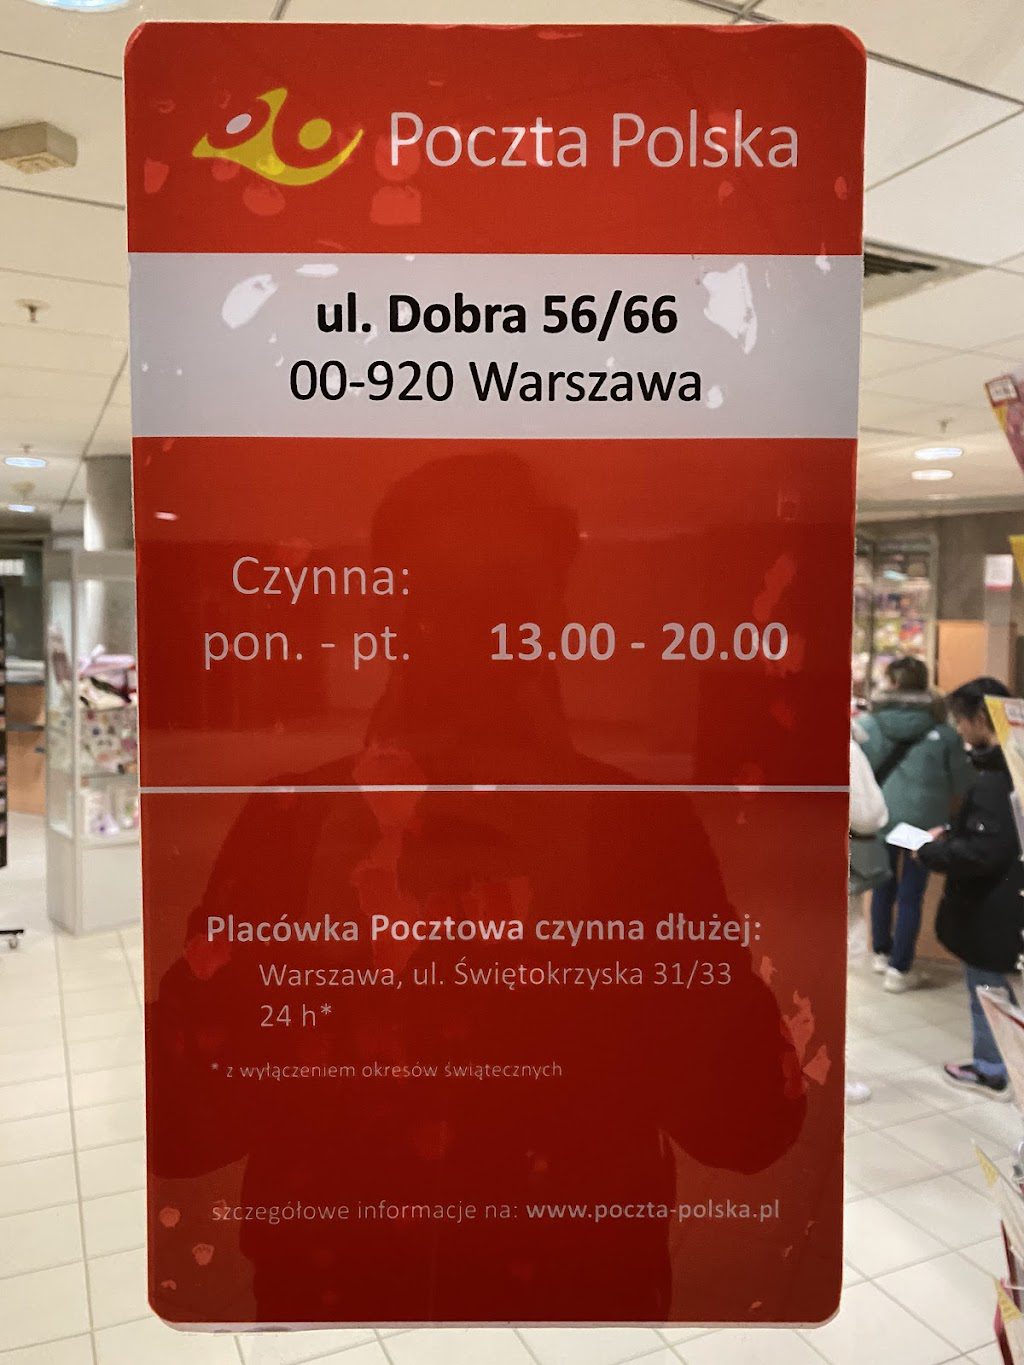 Poczta Polska
ul. Dobra 56/66
00-920 Warszawa
Czynna:
pon. - pt. 13.00 - 20.00
Placówka Pocztowa czynna dłużej:
Warszawa, ul. Świętokrzyska 31/33
24 h*
* z wyłączeniem okresów świątecznych
szczegółowe informacje na: www.poczta-polska.pl